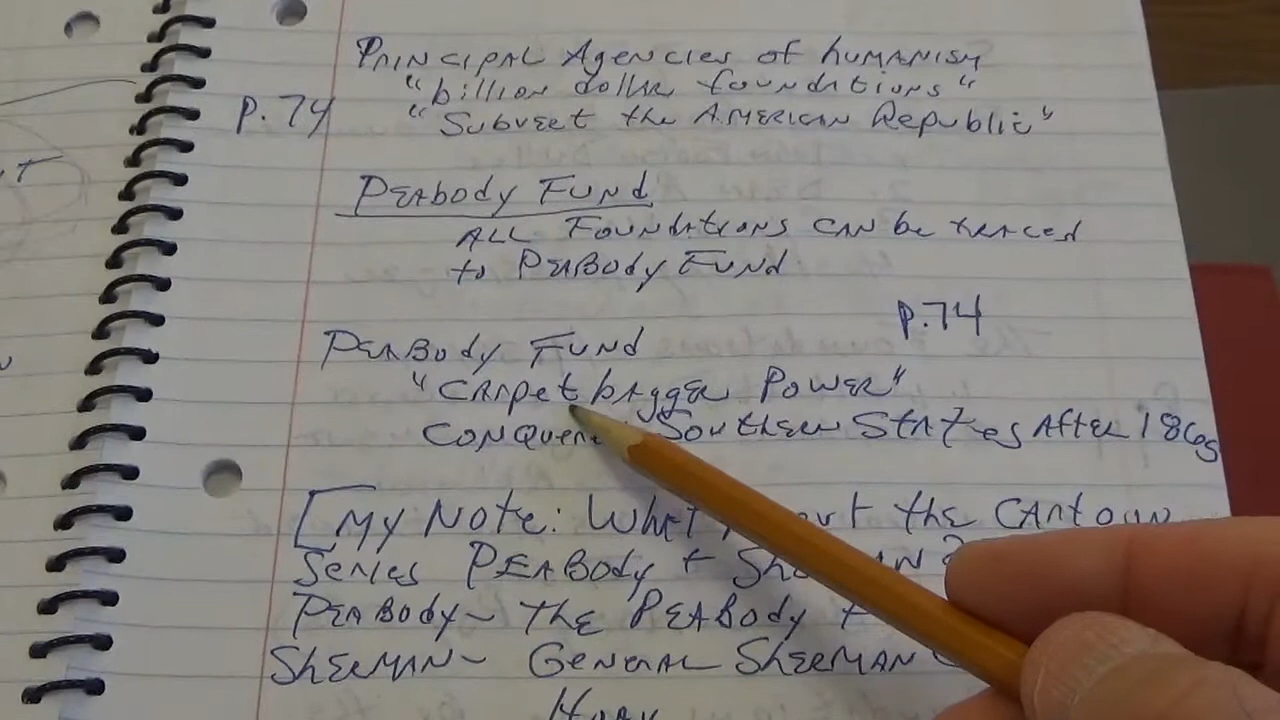 Principal Agencies of Humanism
"billion dollar foundations"
p. 74
"Subvert the American Republic"
Peabody Fund
All Foundations can be traced
to Peabody Fund
p. 74
Peabody Fund
"Carpetbagger Power"
Southern States After 1865
[My Note: What the Cartoon
Series Peabody +
Peabody - The Peabody
Sherman - General Sherman